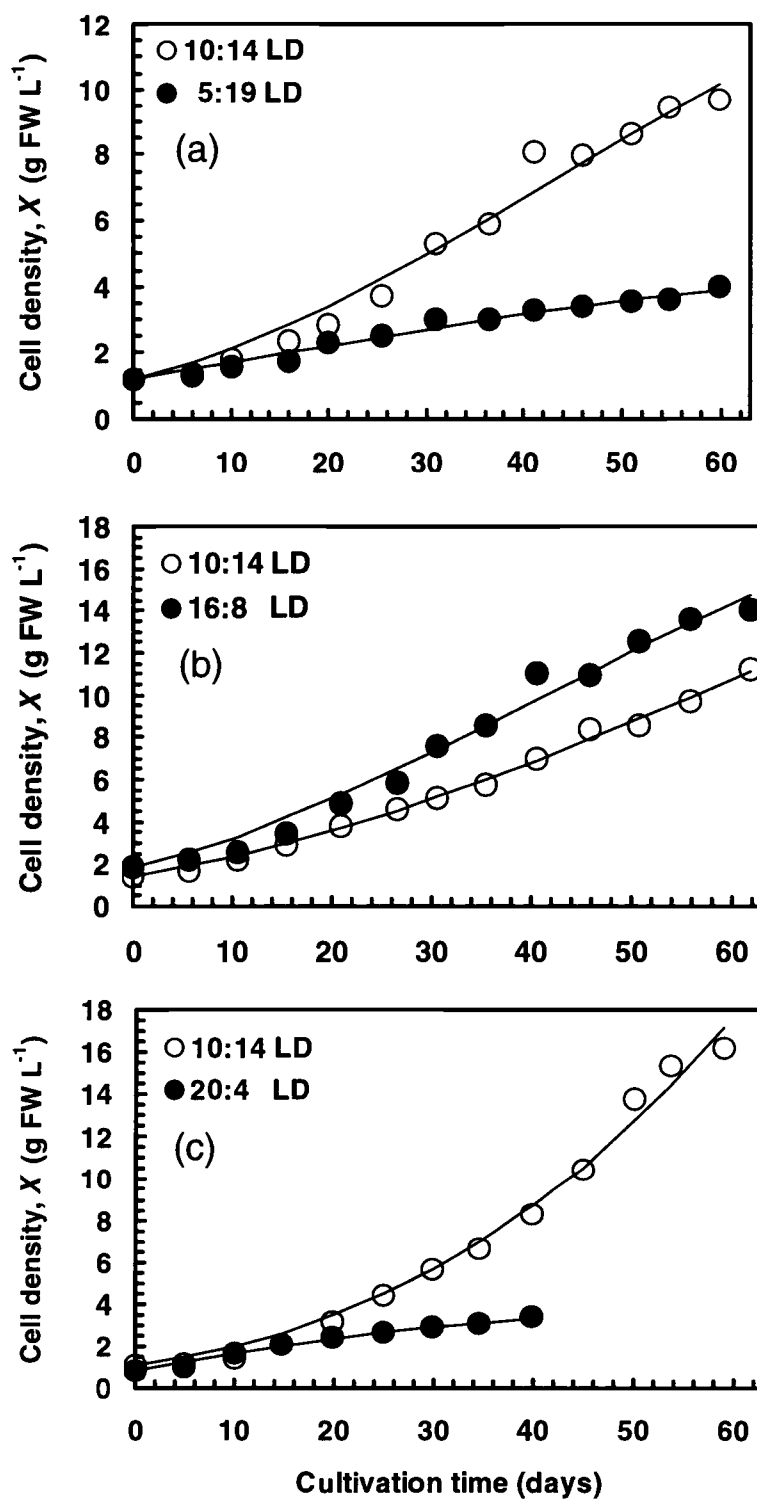 12
10
8
6
4
2
0
Cell density, X (g FW L-1)
10:14 LD
5:19 LD
(a)
0 10 20 30 40 50 60
18
16
14
12
10
8
6
4
2
0
Cell density, X (g FW L-1)
10:14 LD
16:8 LD
(b)
0 10 20 30 40 50 60
18
16
14
12
10
8
6
4
2
0
Cell density, X (g FW L-1)
10:14 LD
20:4 LD
(c)
0 10 20 30 40 50 60
Cultivation time (days)